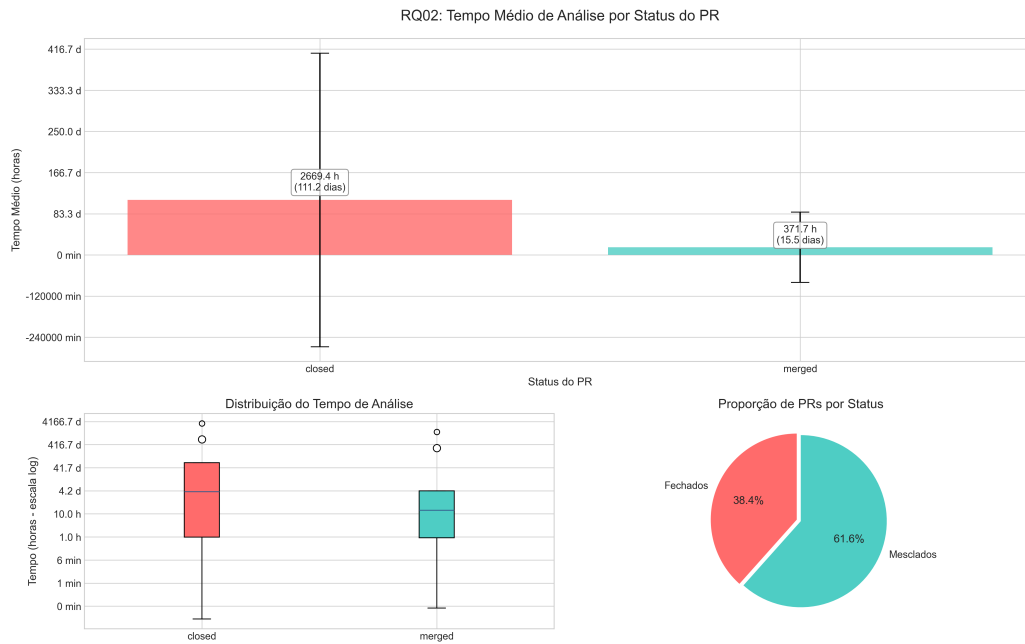 RQ02: Tempo Médio de Análise por Status do PR
Tempo Médio (horas)
416.7 d
333.3 d
250.0 d
166.7 d
83.3 d
0 min
-120000 min
-240000 min
2669.4 h
(111.2 dias)
371.7 h
(15.5 dias)
closed
merged
Status do PR
Distribuição do Tempo de Análise
Tempo (horas - escala log)
4166.7 d
416.7 d
41.7 d
4.2 d
10.0 h
1.0 h
6 min
1 min
0 min
closed
merged
Proporção de PRs por Status
Fechados
38.4%
61.6%
Mesclados